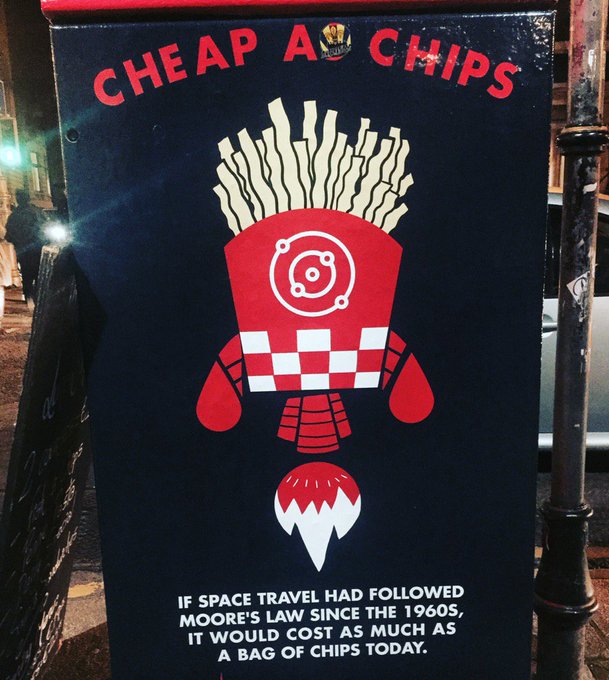 CHEAP A CHIPS
IF SPACE TRAVEL HAD FOLLOWED
MOORE'S LAW SINCE THE 1960S,
IT WOULD COST AS MUCH AS
A BAG OF CHIPS TODAY.